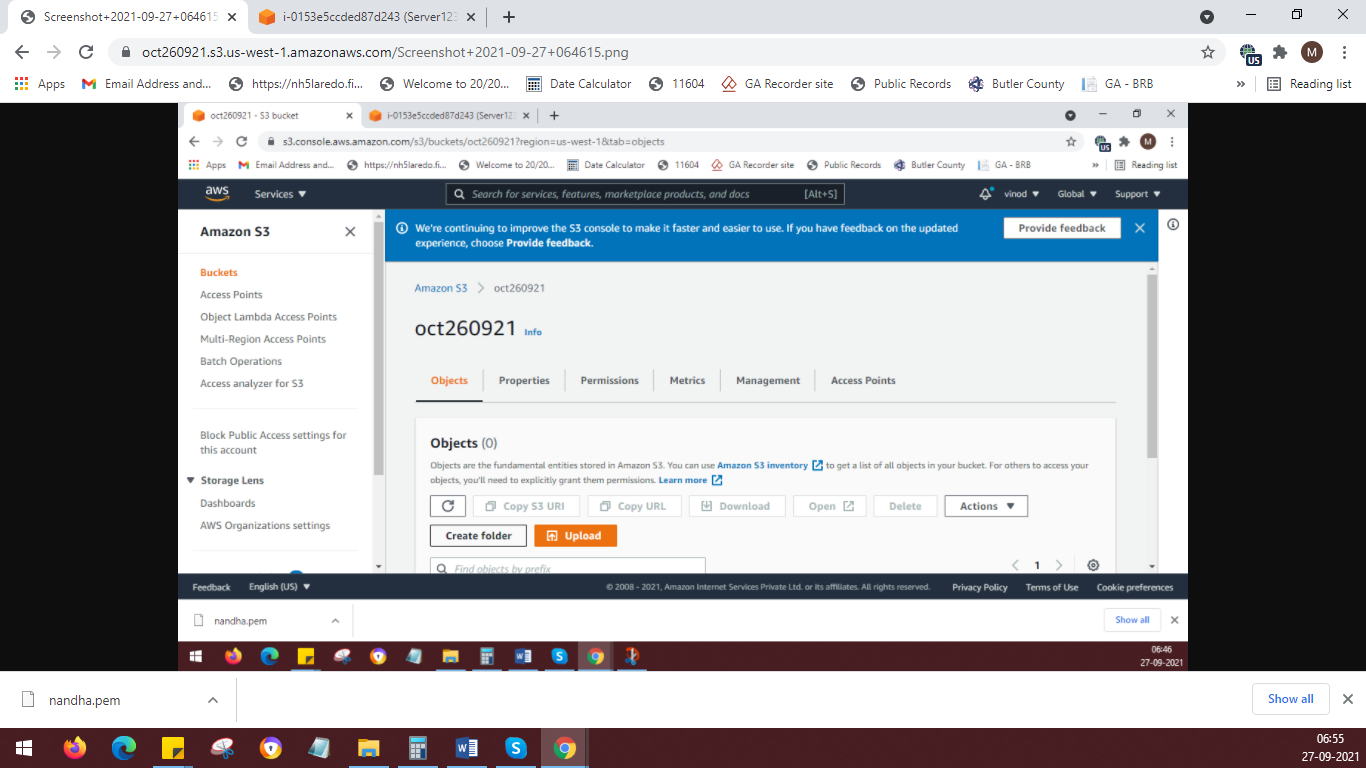 Screenshot+2021-09-27+064615
i-0153e5ccded87d243 (Server123
oct260921.s3.us-west-1.amazonaws.com/Screenshot+2021-09-27+064615.png
US
M
Apps
Email Address and...
https://nh5laredo.fi...
Welcome to 20/20...
Date Calculator
11604
GA Recorder site
Public Records
Butler County
GA - BRB
»
Reading list
oct260921 - S3 bucket
i-0153e5ccded87d243 (Server123
s3.console.aws.amazon.com/s3/buckets/oct260921?region=us-west-1&tab=objects
US
M
Apps
Email Address and...
https://nh5laredo.fi...
Welcome to 20/20...
Date Calculator
11604
GA Recorder site
Public Records
Butler County
GA - BRB
»
Reading list
aws
Services ▼
Search for services, features, marketplace products, and docs
[Alt+S]
vinod ▼
Global ▼
Support ▼
Amazon S3
Buckets
Access Points
Object Lambda Access Points
Multi-Region Access Points
Batch Operations
Access analyzer for S3
Block Public Access settings for
this account
▼ Storage Lens
Dashboards
AWS Organizations settings
We're continuing to improve the S3 console to make it faster and easier to use. If you have feedback on the updated
experience, choose Provide feedback.
Provide feedback
Amazon S3 > oct260921
oct260921 Info
Objects
Properties
Permissions
Metrics
Management
Access Points
Objects (0)
Objects are the fundamental entities stored in Amazon S3. You can use Amazon S3 inventory to get a list of all objects in your bucket. For others to access your
objects, you'll need to explicitly grant them permissions. Learn more
Copy S3 URI
Copy URL
Download
Open
Delete
Actions ▼
Create folder
Upload
Find objects by prefix
< 1 >
Feedback
English (US) ▼
© 2008 - 2021, Amazon Internet Services Private Ltd. or its affiliates. All rights reserved.
Privacy Policy
Terms of Use
Cookie preferences
nandha.pem
Show all
06:46
27-09-2021
nandha.pem
Show all
06:55
27-09-2021